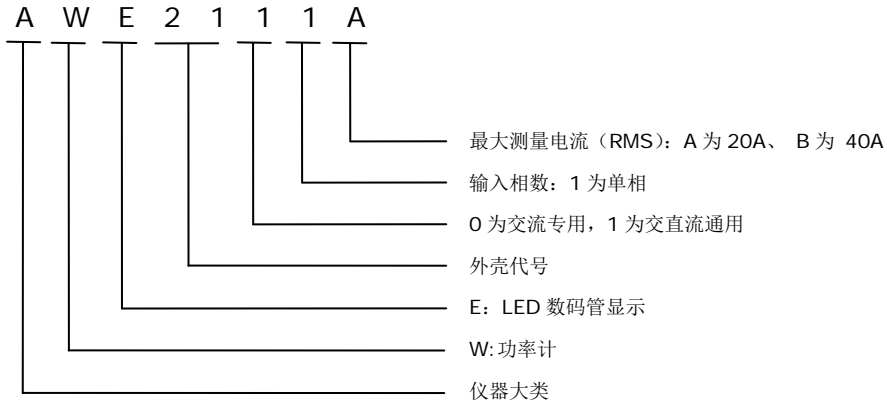 A W E 2 1 1 1 A
最大测量电流（RMS）：A 为 20A、 B 为 40A
输入相数：1 为单相
0 为交流专用，1 为交直流通用
外壳代号
E：LED 数码管显示
W:功率计
仪器大类